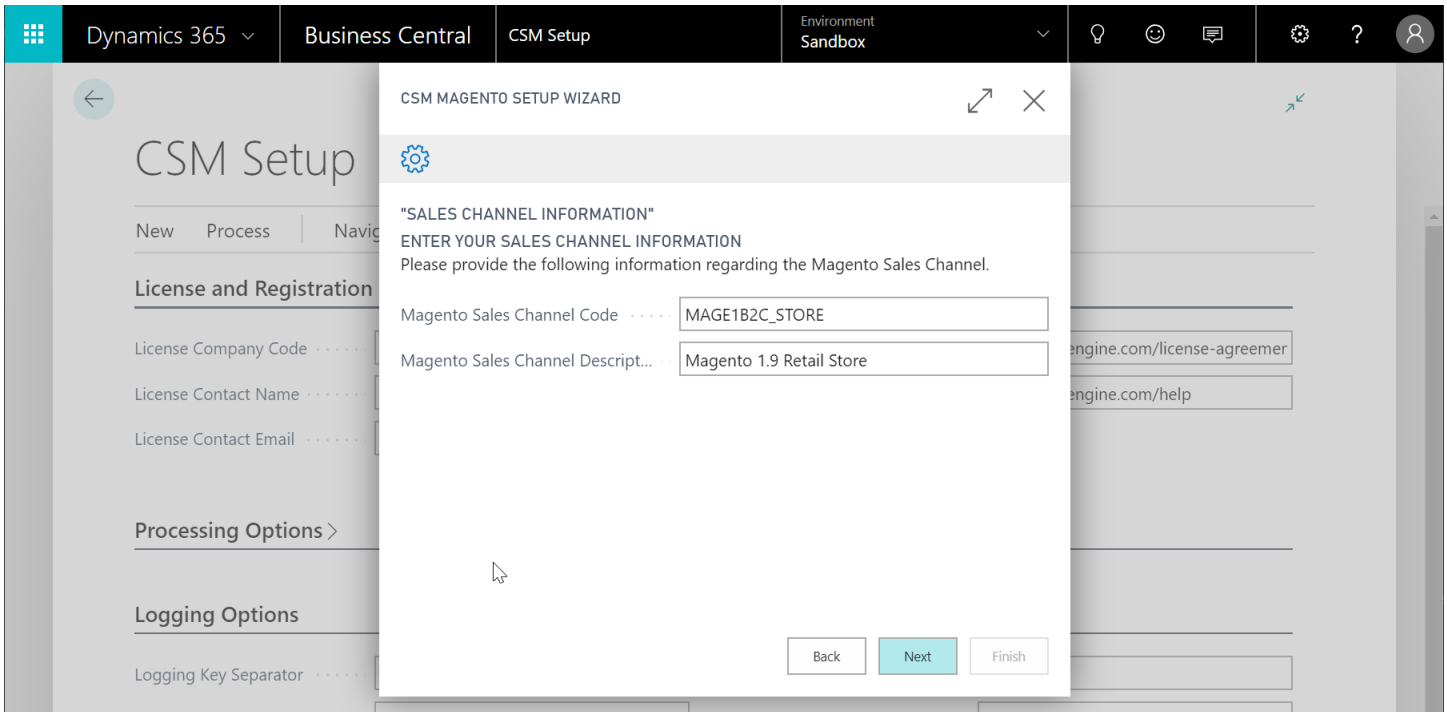 Dynamics 365 Business Central CSM Setup Environment
Sandbox ?
CSM MAGENTO SETUP WIZARD
CSM Setup
"SALES CHANNEL INFORMATION"
New Process
ENTER YOUR SALES CHANNEL INFORMATION
Please provide the following information regarding the Magento Sales Channel.
License and Registration
Magento Sales Channel Code MAGE1B2C_STORE
License Company Code
Magento Sales Channel Descript... Magento 1.9 Retail Store
engine.com/license-agreemer
License Contact Name engine.com/help
License Contact Email
Processing Options
Logging Options
Back Next Finish
Logging Key Separator